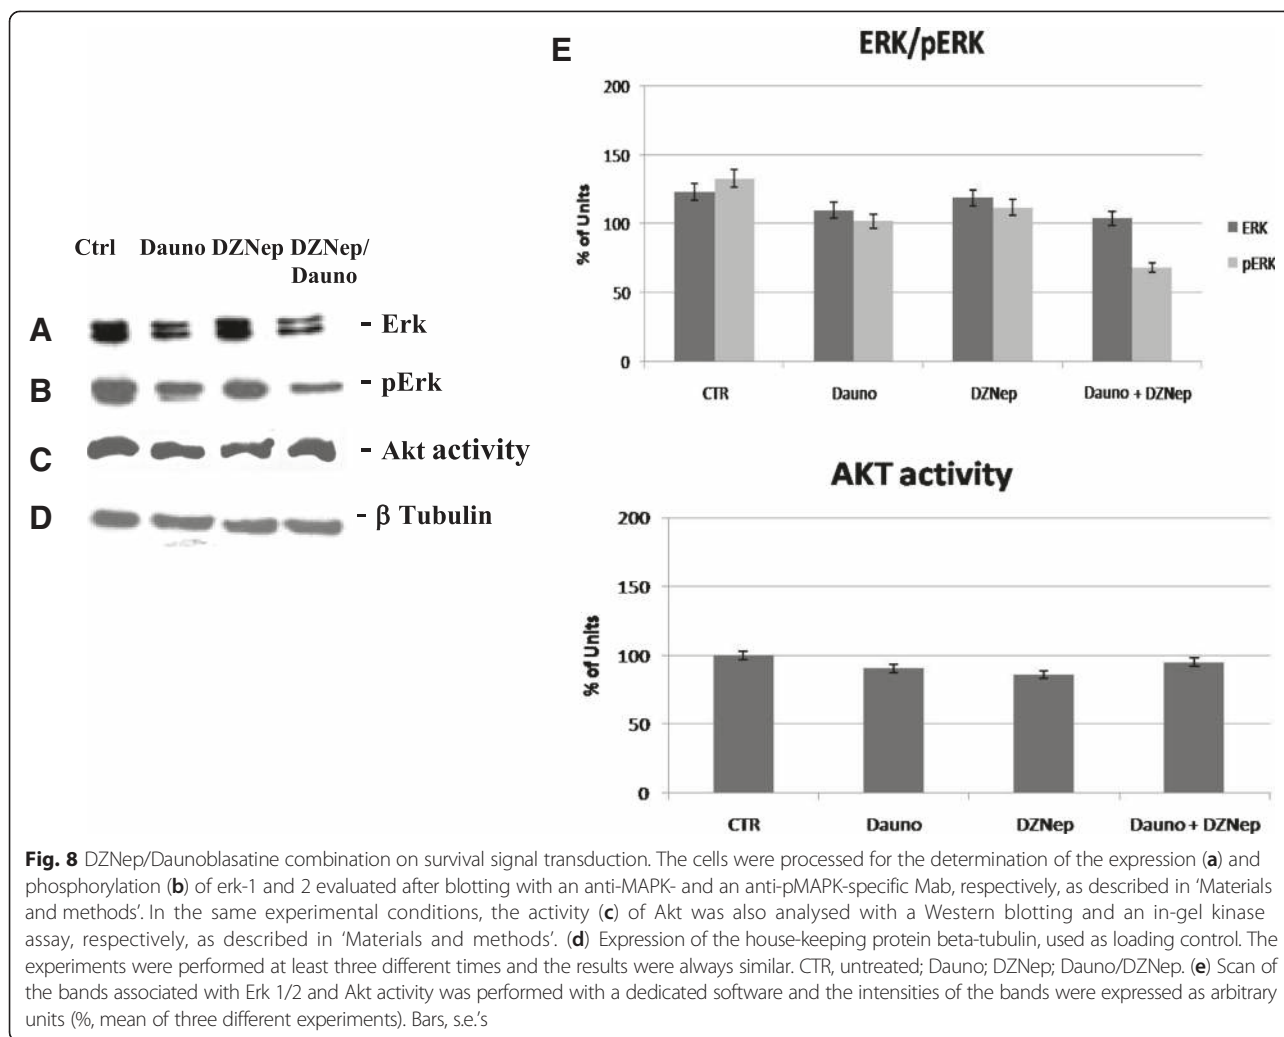 E
ERK/pERK
200
150
100
50
0
% of Units
CTR
Dauno
DZNep
Dauno + DZNep
ERK
pERK
Ctrl Dauno DZNep DZNep/
Dauno
A
- Erk
B
- pErk
C
- Akt activity
D
- β Tubulin
AKT activity
200
150
100
50
0
% of Units
CTR
Dauno
DZNep
Dauno + DZNep
Fig. 8 DZNep/Daunoblasatine combination on survival signal transduction. The cells were processed for the determination of the expression (a) and
phosphorylation (b) of erk-1 and 2 evaluated after blotting with an anti-MAPK- and an anti-pMAPK-specific Mab, respectively, as described in ‘Materials
and methods’. In the same experimental conditions, the activity (c) of Akt was also analysed with a Western blotting and an in-gel kinase
assay, respectively, as described in ‘Materials and methods’. (d) Expression of the house-keeping protein beta-tubulin, used as loading control. The
experiments were performed at least three different times and the results were always similar. CTR, untreated; Dauno; DZNep; Dauno/DZNep. (e) Scan of
the bands associated with Erk 1/2 and Akt activity was performed with a dedicated software and the intensities of the bands were expressed as arbitrary
units (%, mean of three different experiments). Bars, s.e.’s